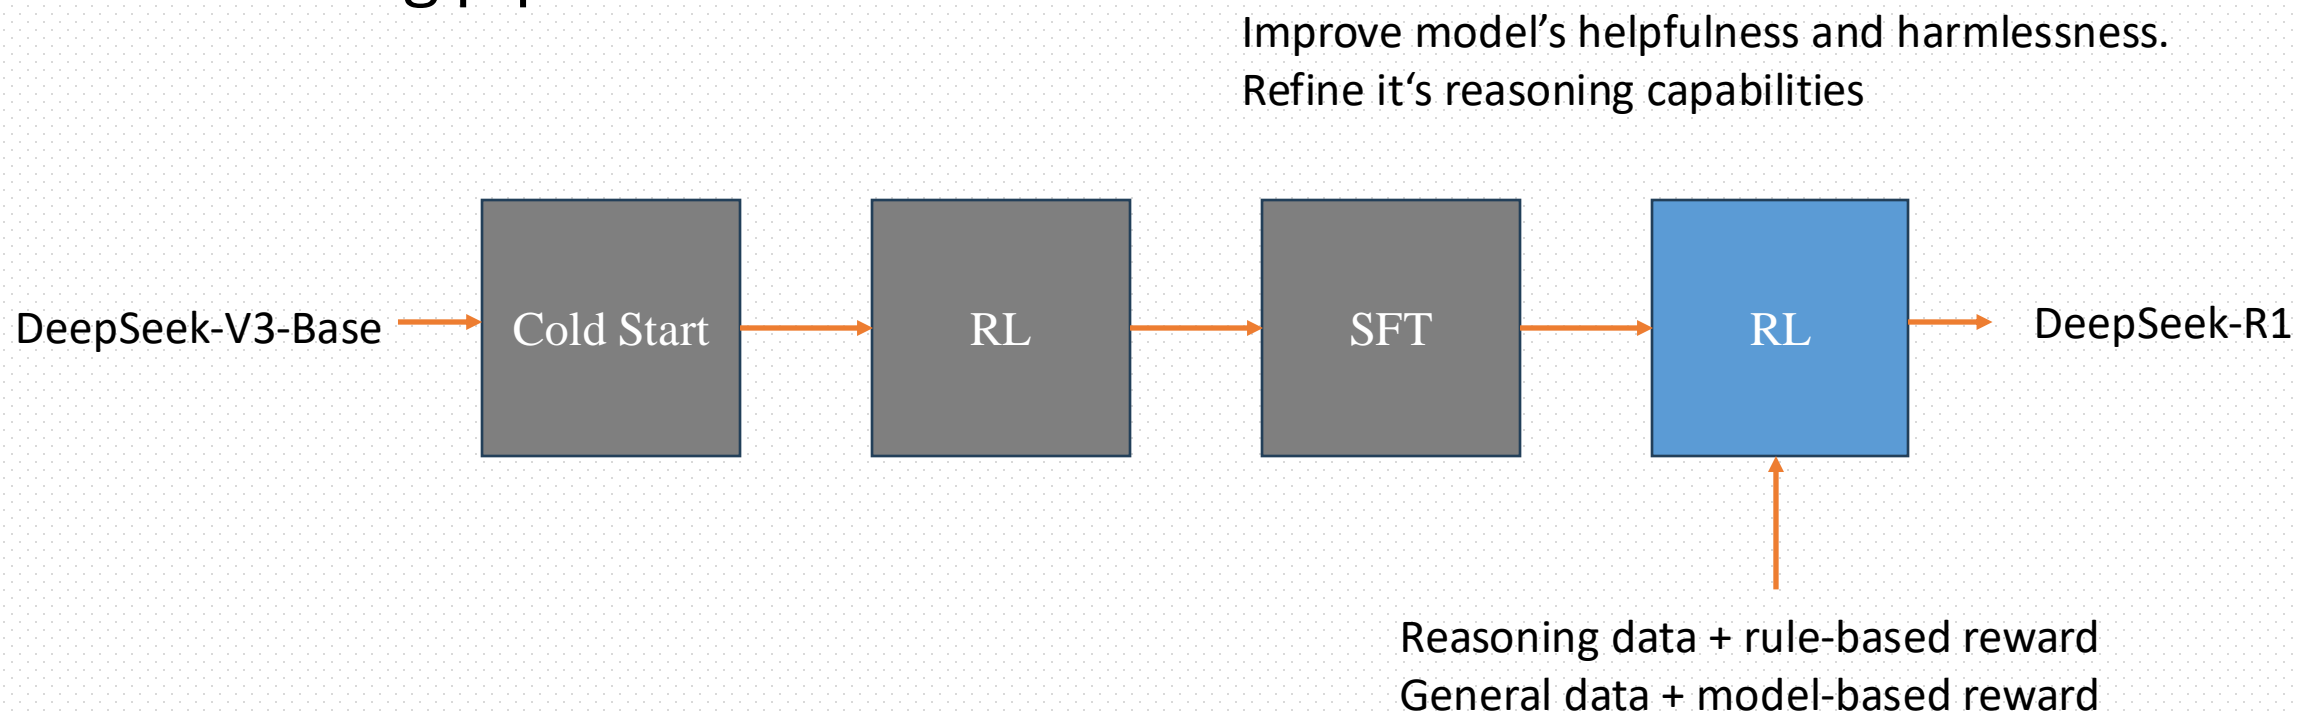 Improve model’s helpfulness and harmlessness.
Refine it‘s reasoning capabilities
DeepSeek-V3-Base
Cold Start
RL
SFT
RL
DeepSeek-R1
Reasoning data + rule-based reward
General data + model-based reward